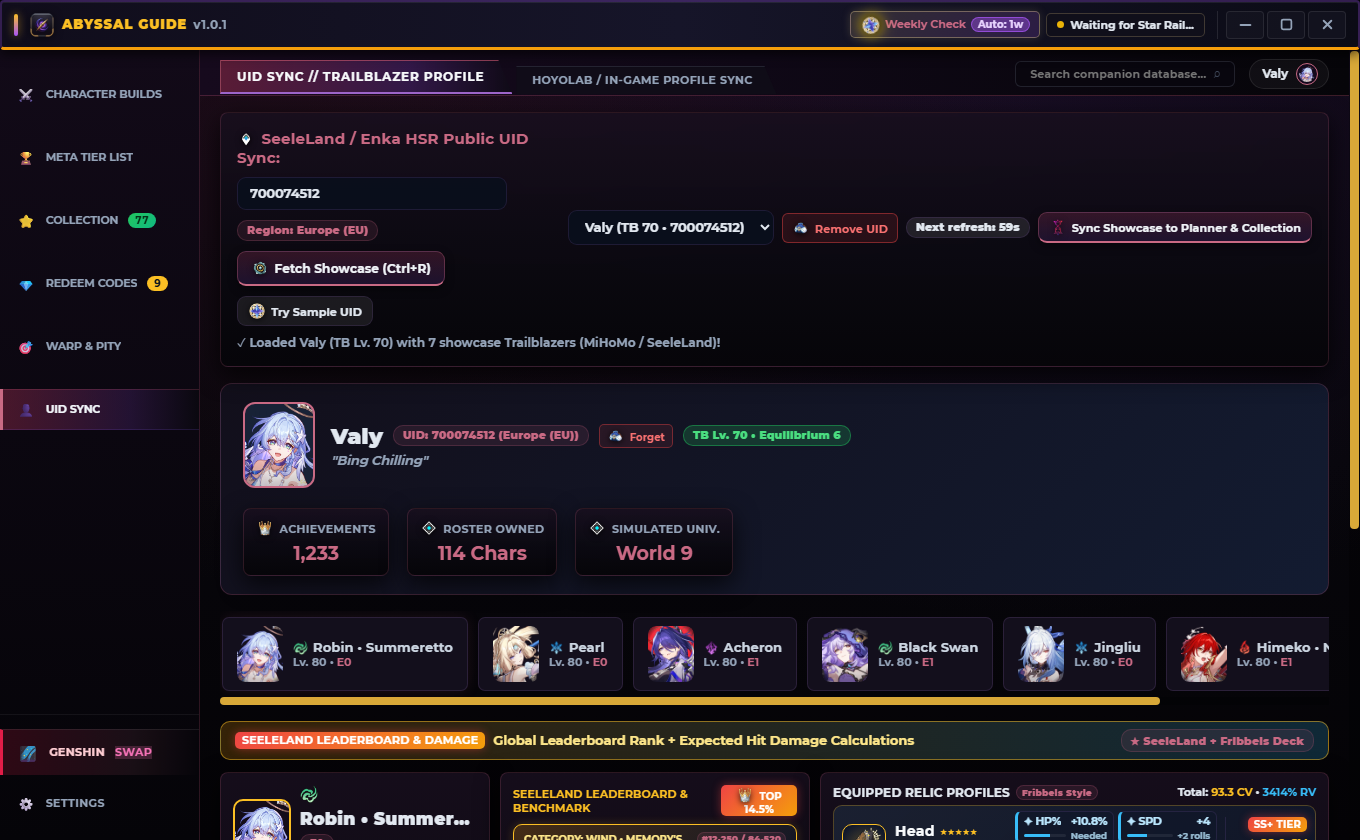 ABYSSAL GUIDE v1.0.1
Weekly Check Auto: 1w
Waiting for Star Rail...
CHARACTER BUILDS
META TIER LIST
COLLECTION 77
REDEEM CODES 9
WARP & PITY
UID SYNC
GENSHIN SWAP
SETTINGS
UID SYNC // TRAILBLAZER PROFILE
HOYOLAB / IN-GAME PROFILE SYNC
Search companion database...
Valy
SeeleLand / Enka HSR Public UID
Sync:
700074512
Region: Europe (EU)
Fetch Showcase (Ctrl+R)
Try Sample UID
Valy (TB 70 • 700074512)
Remove UID
Next refresh: 59s
Sync Showcase to Planner & Collection
✓ Loaded Valy (TB Lv. 70) with 7 showcase Trailblazers (MiHoMo / SeeleLand)!
Valy UID: 700074512 (Europe (EU)) Forget TB Lv. 70 • Equilibrium 6
"Bing Chilling"
ACHIEVEMENTS
1,233
ROSTER OWNED
114 Chars
SIMULATED UNIV.
World 9
Robin • Summeretto
Lv. 80 • E0
Pearl
Lv. 80 • E0
Acheron
Lv. 80 • E1
Black Swan
Lv. 80 • E1
Jingliu
Lv. 80 • E0
Himeko •
Lv. 80 • E1
SEELELAND LEADERBOARD & DAMAGE Global Leaderboard Rank + Expected Hit Damage Calculations
★ SeeleLand + Fribbels Deck
Robin • Summer...
SEELELAND LEADERBOARD &
BENCHMARK
TOP
14.5%
CATEGORY: WIND • MEMORY'S
#12,250 / 84,520
EQUIPPED RELIC PROFILES Fribbels Style
Total: 93.3 CV • 3414% RV
Head ★★★★★
HP% +10.8%
Needed
SPD +4
+2 rolls
SS+ TIER